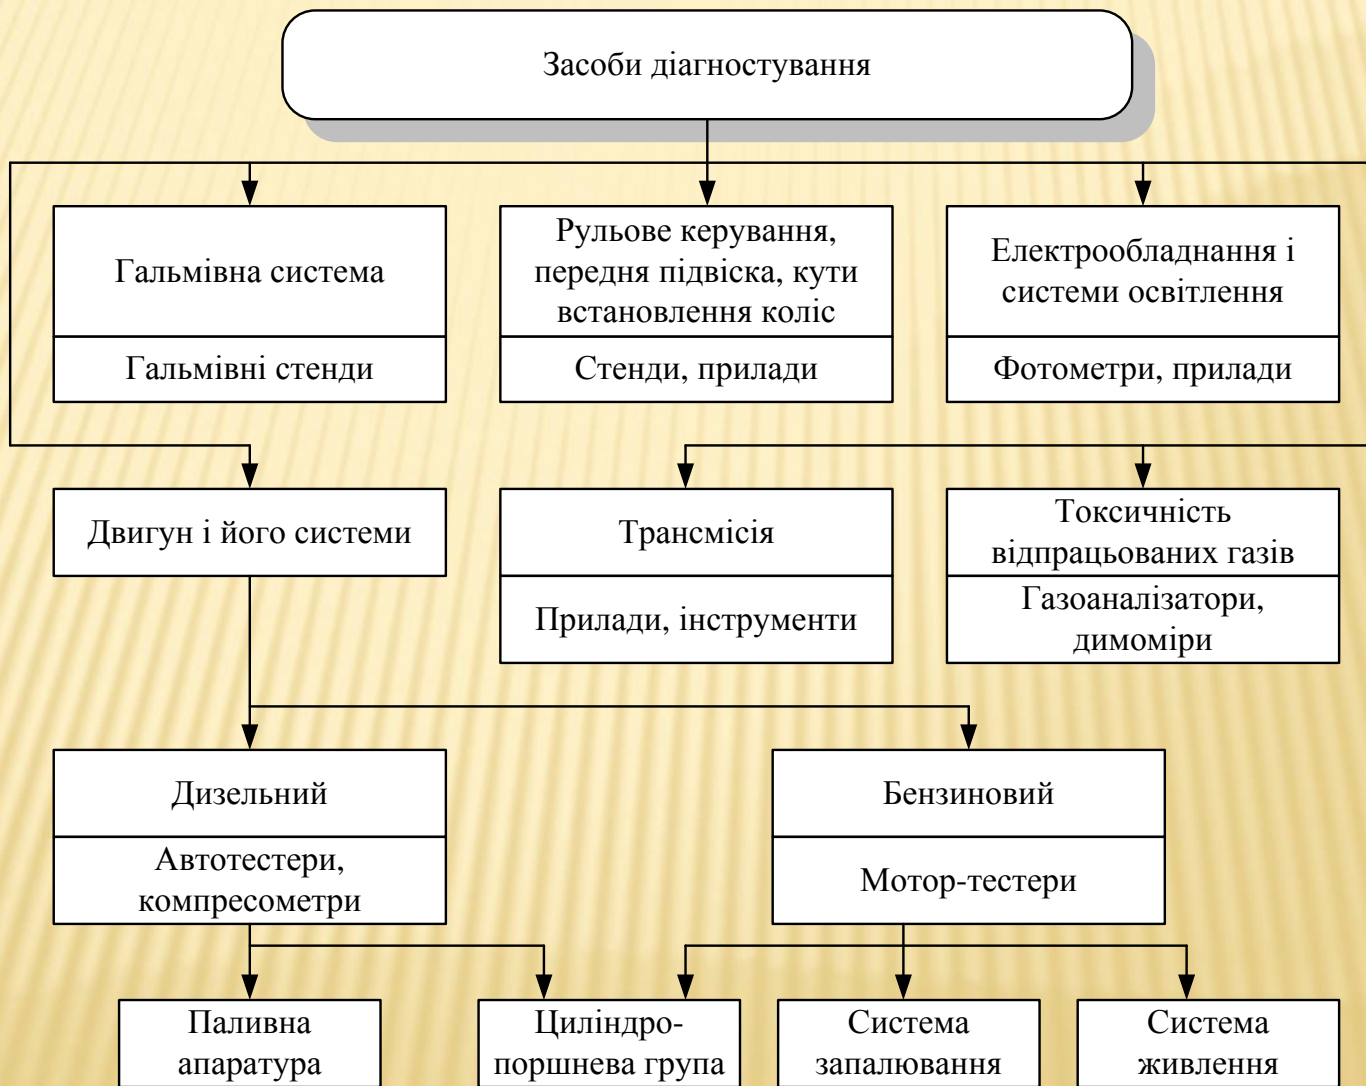 Засоби діагностування
Гальмівна система
Гальмівні стенди
Рульове керування,
передня підвіска, кути
встановлення коліс
Стенди, прилади
Електрообладнання і
системи освітлення
Фотометри, прилади
Двигун і його системи
Трансмісія
Прилади, інструменти
Токсичність
відпрацьованих газів
Газоаналізатори,
димоміри
Дизельний
Автотестери,
компресометри
Бензиновий
Мотор-тестери
Паливна
апаратура
Циліндро-
поршнева група
Система
запалювання
Система
живлення